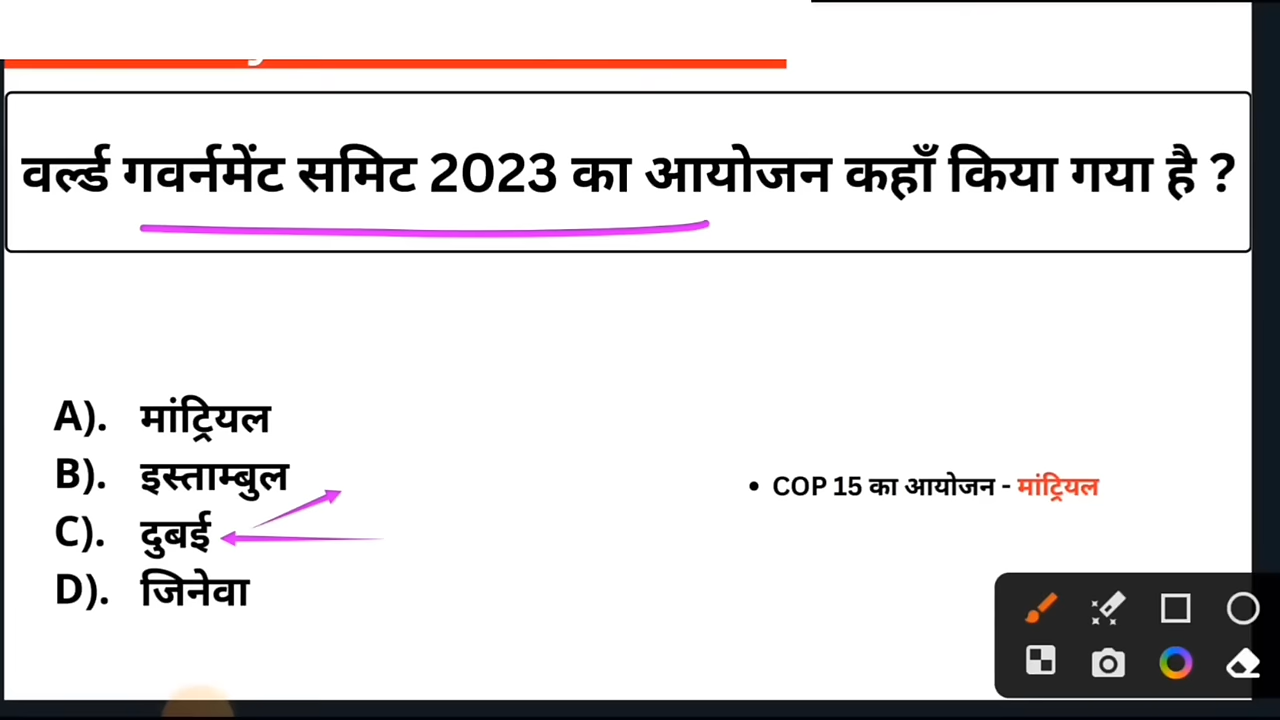 वर्ल्ड गवर्नमेंट समिट 2023 का आयोजन कहाँ किया गया है ?
A). मांट्रियल
B). इस्ताम्बुल
C). दुबई
D). जिनेवा
• COP 15 का आयोजन - मांट्रियल